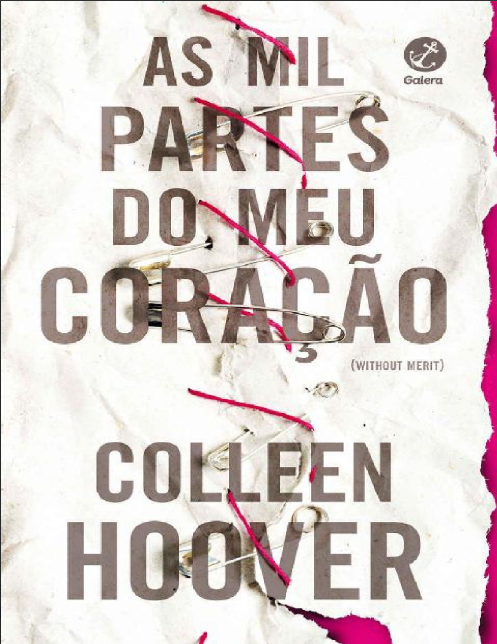 AS MIL
Galera
PARTES
DO MEU
CORAÇÃO
(WITHOUT MERIT)
COLLEEN
HOOVER